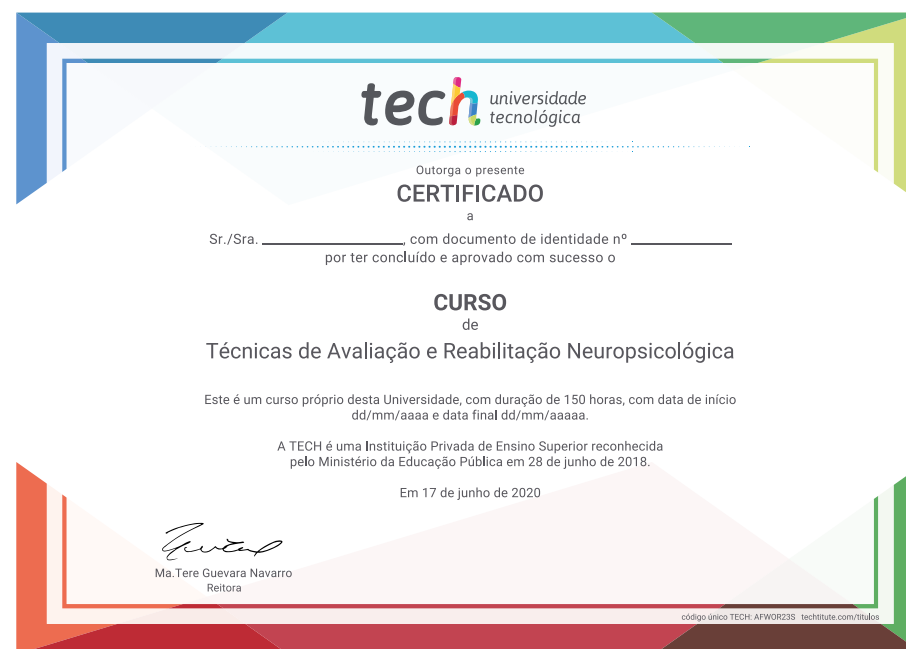 tech universidade
tecnológica
Outorga o presente
CERTIFICADO
a
Sr./Sra. ________________, com documento de identidade nº ____________
por ter concluído e aprovado com sucesso o
CURSO
de
Técnicas de Avaliação e Reabilitação Neuropsicológica
Este é um curso próprio desta Universidade, com duração de 150 horas, com data de início
dd/mm/aaaa e data final dd/mm/aaaaa.
A TECH é uma Instituição Privada de Ensino Superior reconhecida
pelo Ministério da Educação Pública em 28 de junho de 2018.
Em 17 de junho de 2020
Ma.Tere Guevara Navarro
Reitora
código único TECH: AFWOR23S techtitute.com/titulos